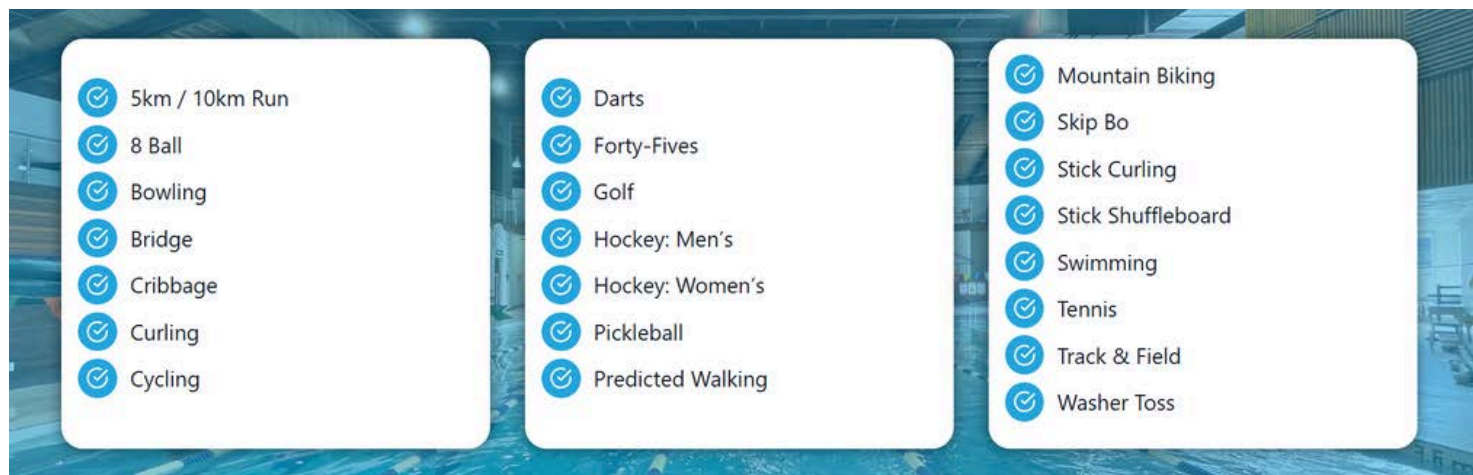 5km / 10km Run
8 Ball
Bowling
Bridge
Cribbage
Curling
Cycling
Darts
Forty-Fives
Golf
Hockey: Men's
Hockey: Women's
Pickleball
Predicted Walking
Mountain Biking
Skip Bo
Stick Curling
Stick Shuffleboard
Swimming
Tennis
Track & Field
Washer Toss